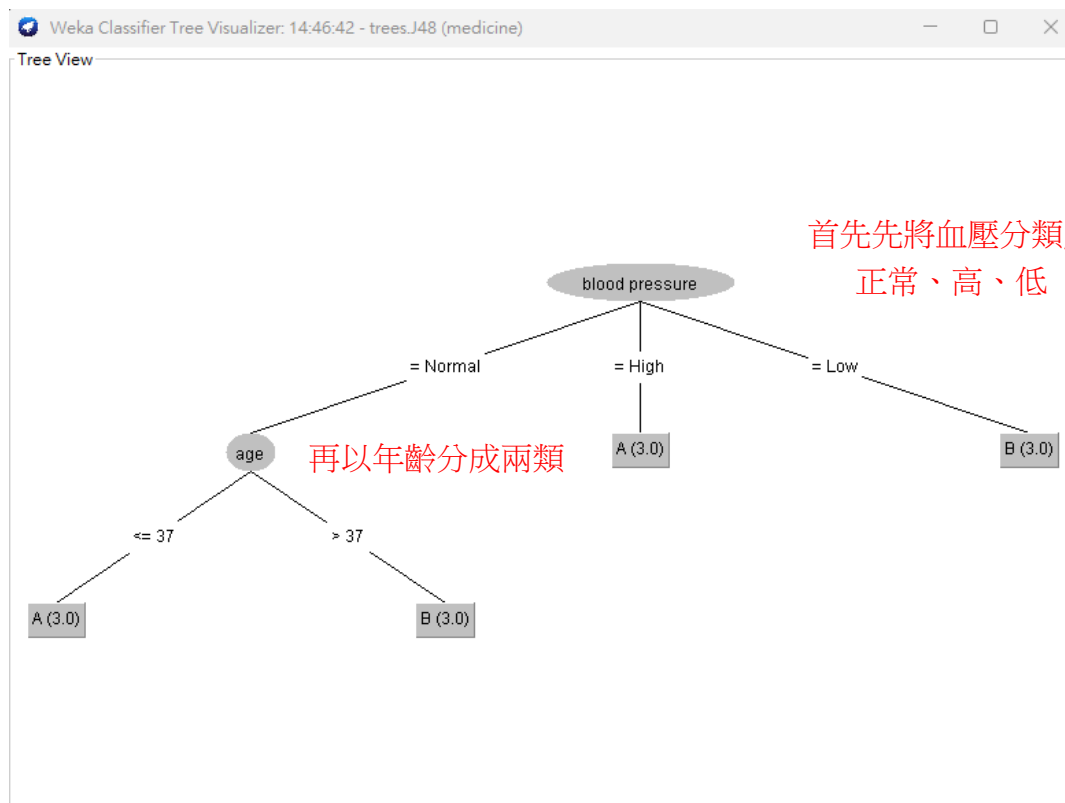 Weka Classifier Tree Visualizer: 14:46:42 - trees.J48 (medicine)
Tree View
首先先將血壓分類
正常、高、低
blood pressure
= Normal
= High
= Low
age
再以年齡分成兩類
A (3.0)
B (3.0)
<= 37
> 37
A (3.0)
B (3.0)